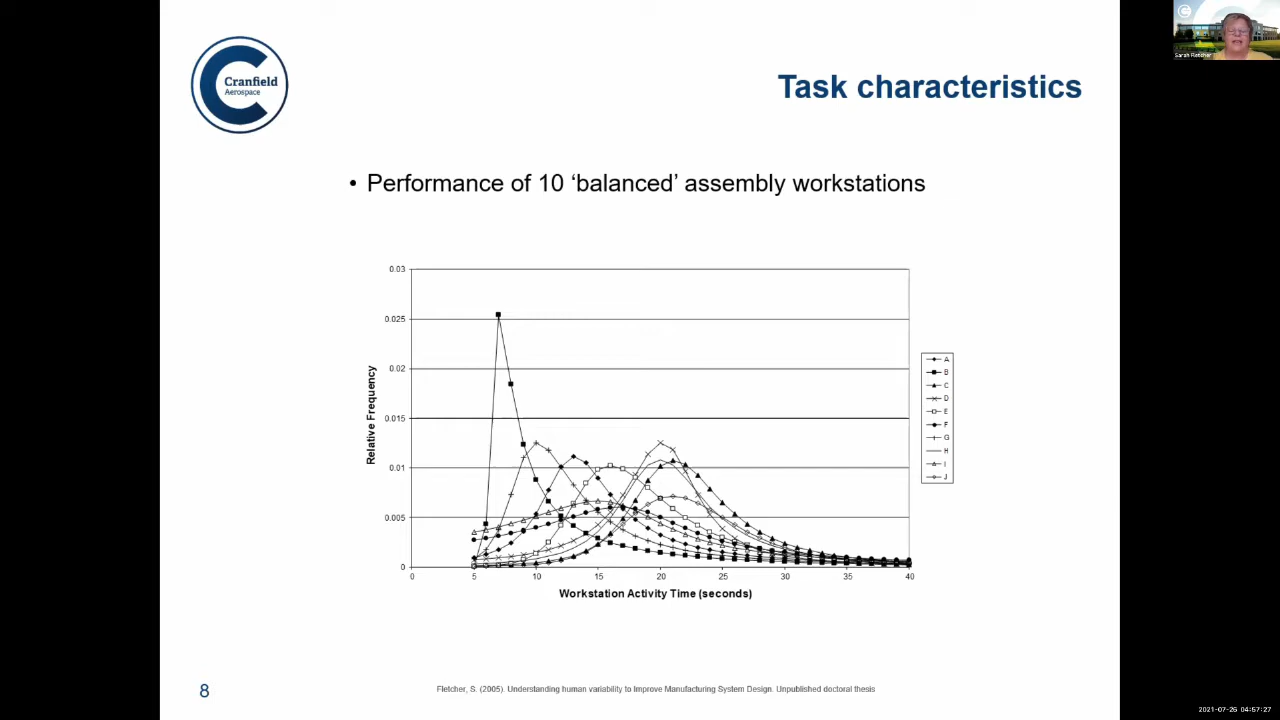 Cranfield
Aerospace
Sarah Fletcher
Task characteristics
• Performance of 10 ‘balanced’ assembly workstations
0.03
0.025
0.02
0.015
0.01
0.005
0
Relative Frequency
0 5 10 15 20 25 30 35 40
Workstation Activity Time (seconds)
A
B
C
D
E
F
G
H
I
J
8
Fletcher, S. (2005). Understanding human variability to Improve Manufacturing System Design. Unpublished doctoral thesis
2021-07-26 04:57:27